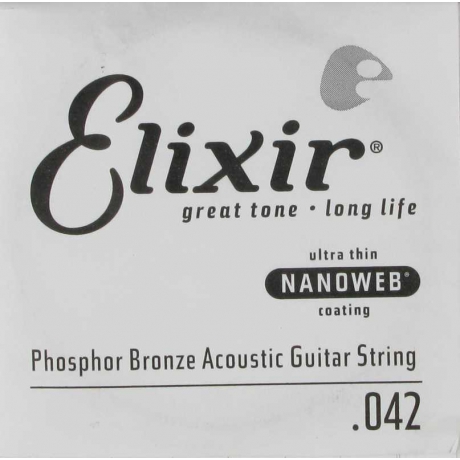 Elixir®
great tone • long life
ultra thin
NANOWEB®
coating
Phosphor Bronze Acoustic Guitar String
.042